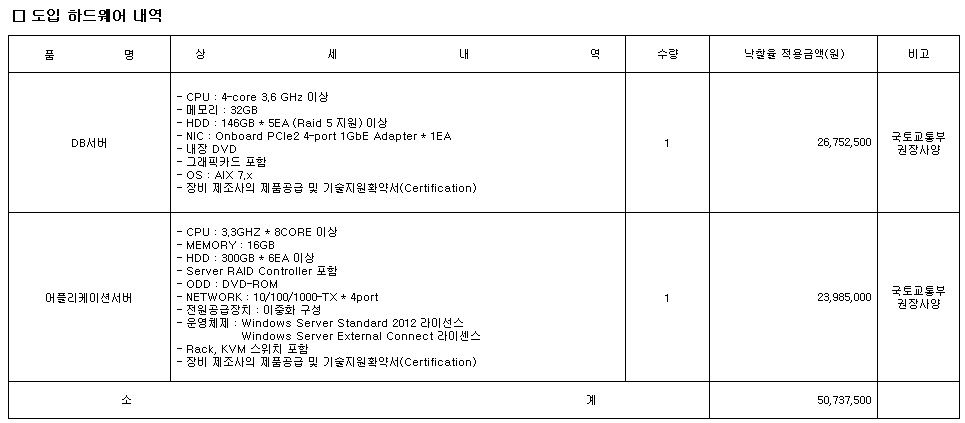 □ 도입 하드웨어 내역
품 명 상 세 내 역 수량 낙찰율 적용금액(원) 비고
DB서버
- CPU : 4-core 3.6 GHz 이상
- 메모리 : 32GB
- HDD : 146GB * 5EA (Raid 5 지원) 이상
- NIC : Onboard PCIe2 4-port 1GbE Adapter * 1EA
- 내장 DVD
- 그래픽카드 포함
- OS : AIX 7.x
- 장비 제조사의 제품공급 및 기술지원확약서(Certification)
1
26,752,500
국토교통부
권장사양
어플리케이션서버
- CPU : 3.3GHZ * 8CORE 이상
- MEMORY : 16GB
- HDD : 300GB * 6EA 이상
- Server RAID Controller 포함
- ODD : DVD-ROM
- NETWORK : 10/100/1000-TX * 4port
- 전원공급장치 : 이중화 구성
- 운영체제 : Windows Server Standard 2012 라이선스
Windows Server External Connect 라이센스
- Rack, KVM 스위치 포함
- 장비 제조사의 제품공급 및 기술지원확약서(Certification)
1
23,985,000
국토교통부
권장사양
소 계 50,737,500